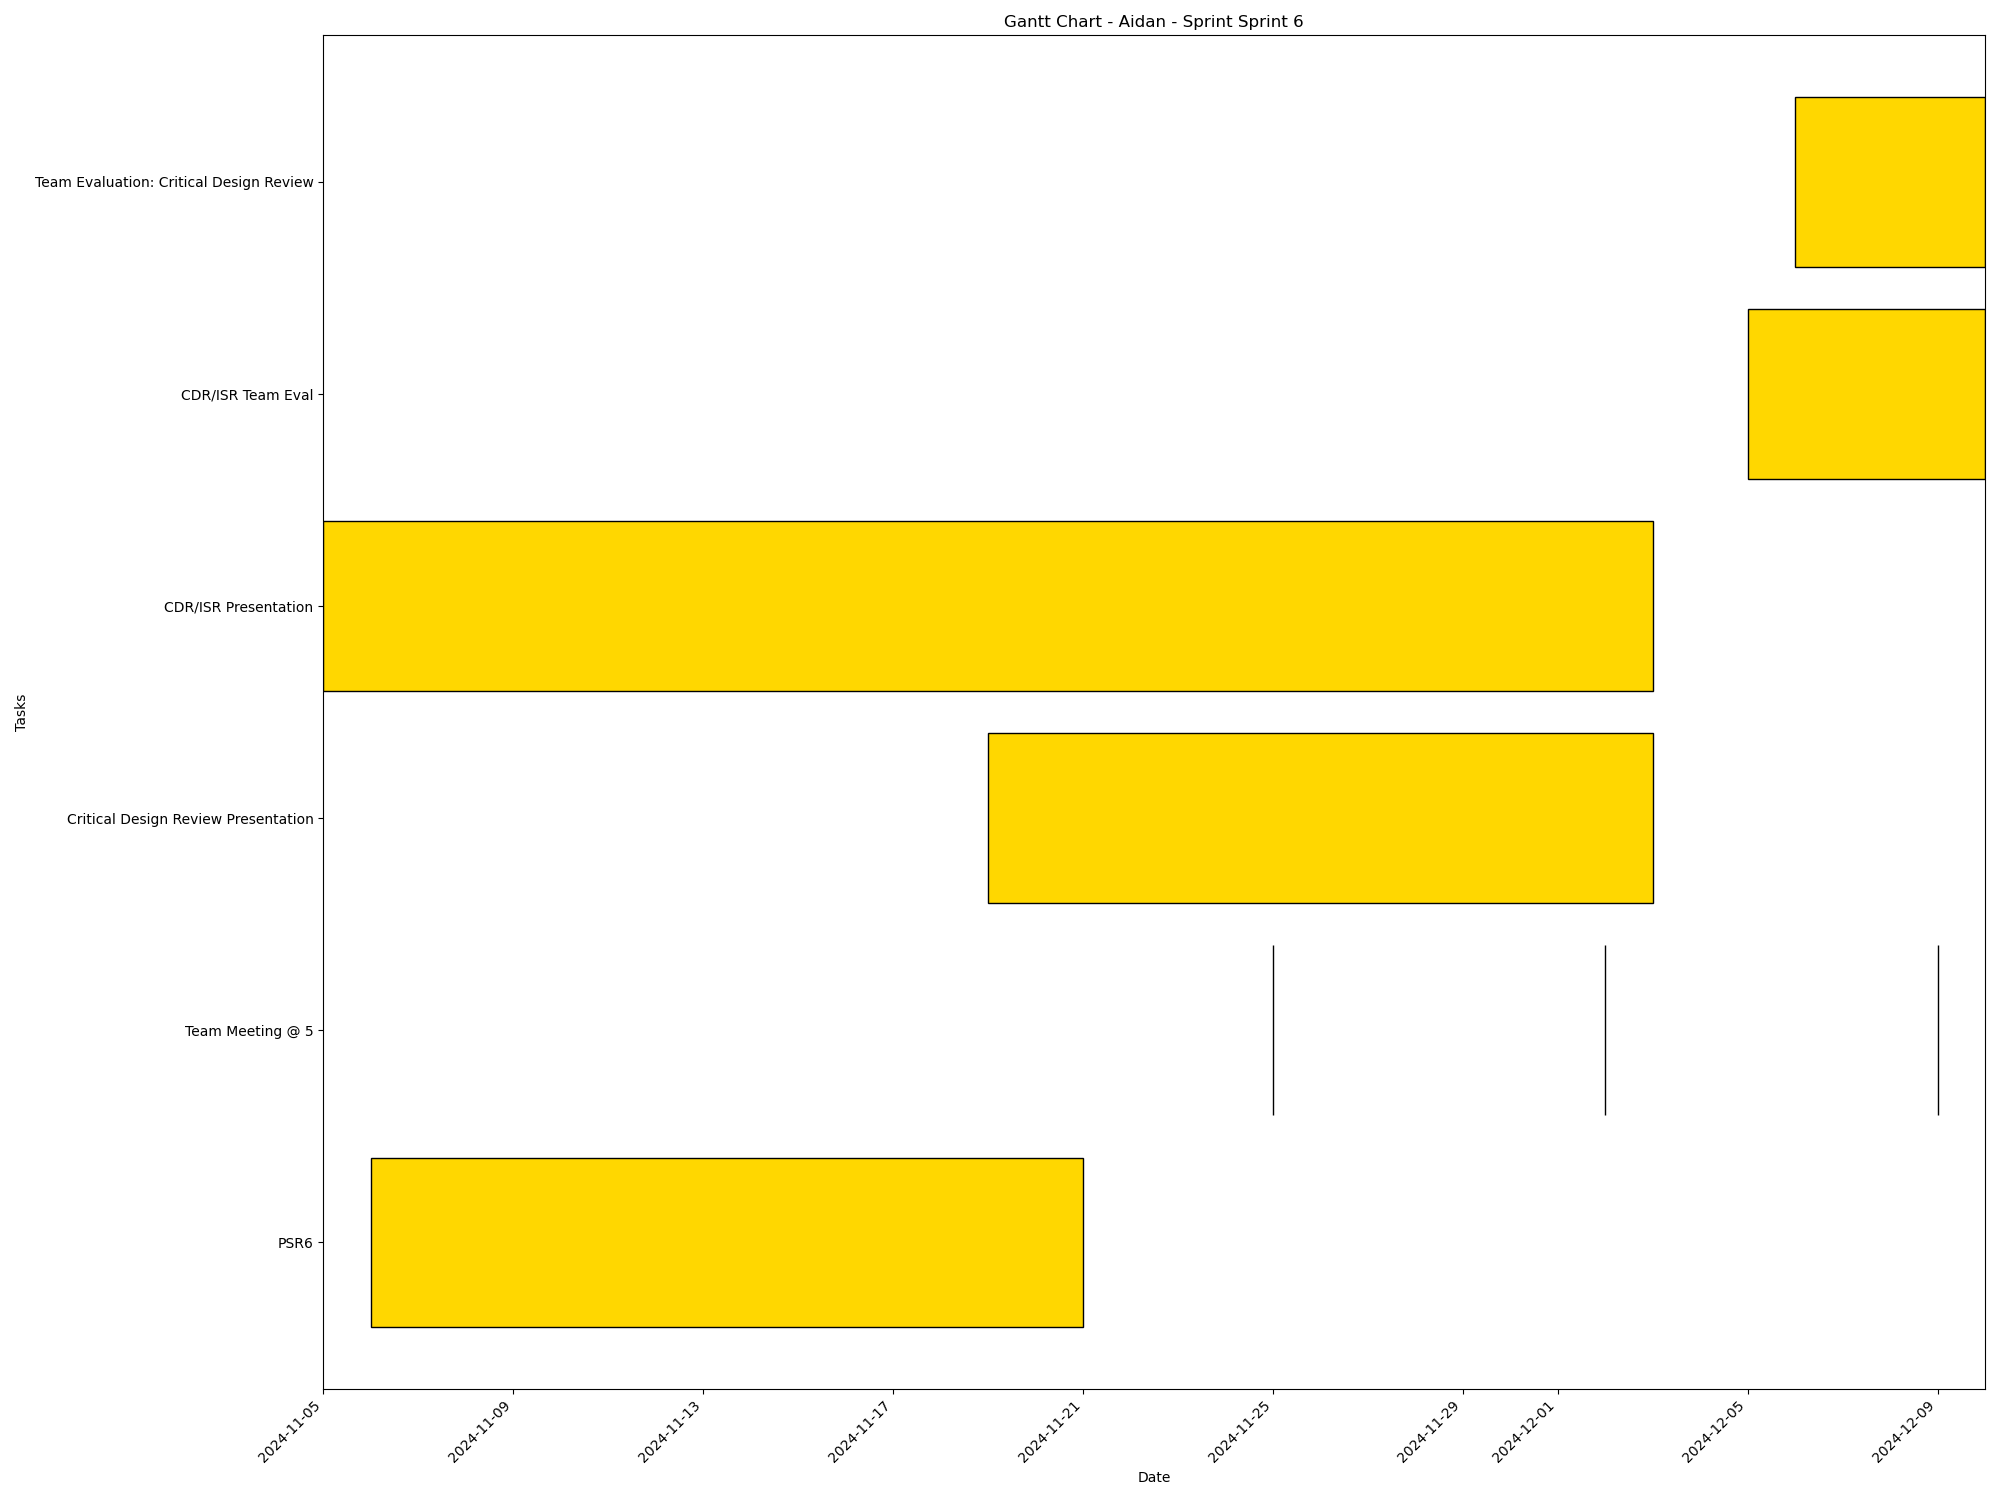 Gantt Chart - Aidan - Sprint Sprint 6
Team Evaluation: Critical Design Review
CDR/ISR Team Eval
CDR/ISR Presentation
Critical Design Review Presentation
Team Meeting @ 5
PSR6
Tasks
2024-11-05
2024-11-09
2024-11-13
2024-11-17
2024-11-21
2024-11-25
2024-11-29
2024-12-01
2024-12-05
2024-12-09
Date